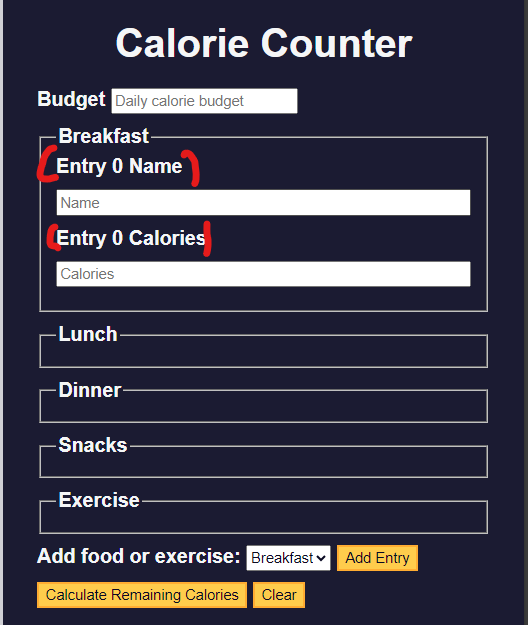 Calorie Counter
Budget Daily calorie budget
Breakfast
Entry 0 Name
Name
Entry 0 Calories
Calories
Lunch
Dinner
Snacks
Exercise
Add food or exercise: Breakfast Add Entry
Calculate Remaining Calories Clear